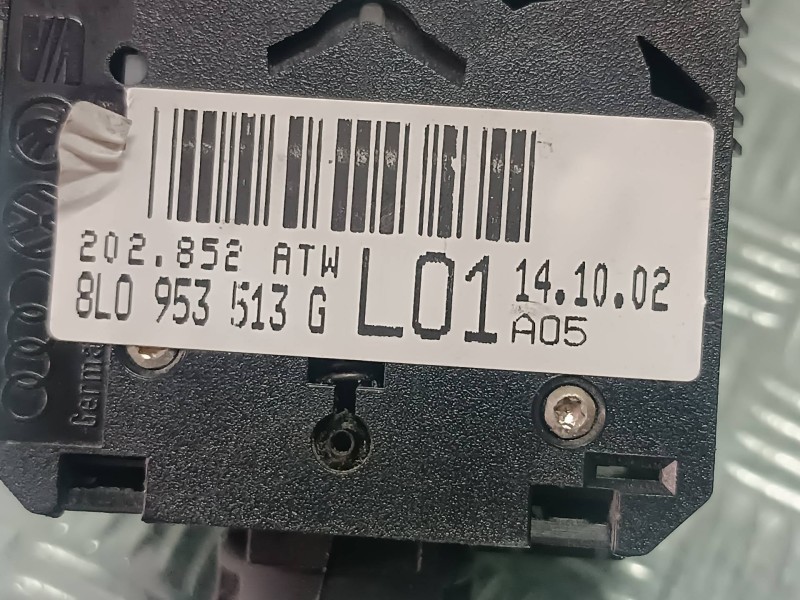 202.852 ATW
8L0 953 513 G
L01
14.10.02
A05
Germa